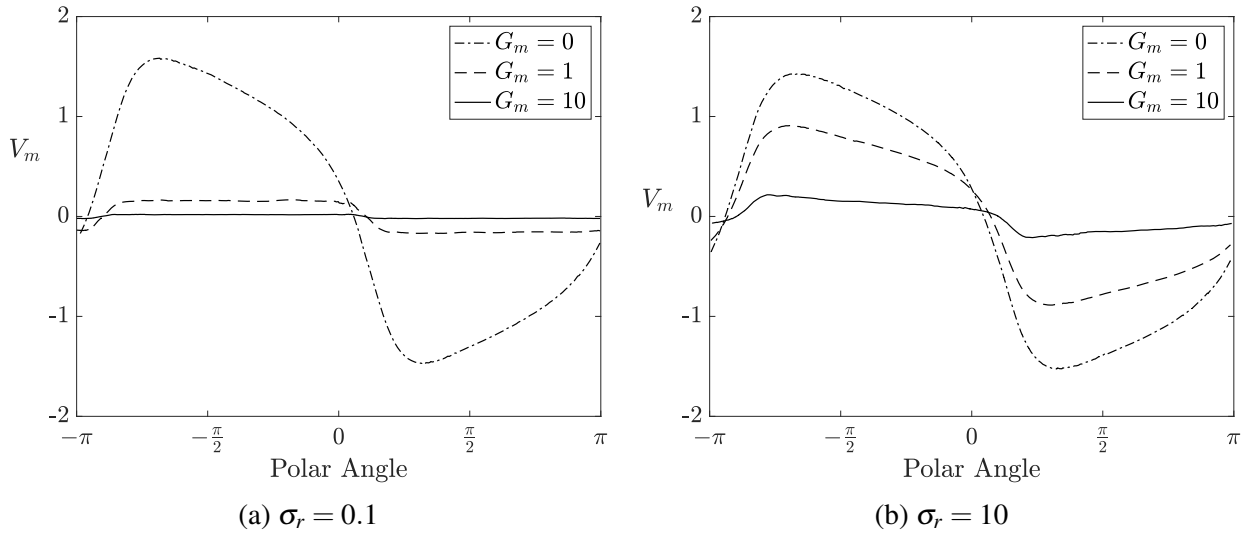 2
1
0
-1
-2
V_m
−π
−π/2
0
π/2
π
Polar Angle
G_m = 0
G_m = 1
G_m = 10
(a) σ_r = 0.1
2
1
0
-1
-2
V_m
−π
−π/2
0
π/2
π
Polar Angle
G_m = 0
G_m = 1
G_m = 10
(b) σ_r = 10